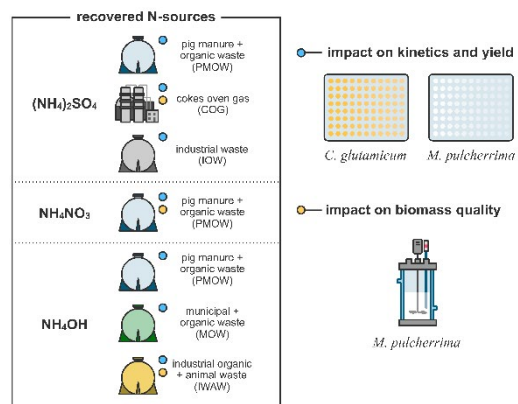 recovered N-sources
(NH4)2SO4
pig manure +
organic waste
(PMOW)
cokes oven gas
(COG)
industrial waste
(IOW)
NH4NO3
pig manure +
organic waste
(PMOW)
NH4OH
pig manure +
organic waste
(PMOW)
municipal +
organic waste
(MOW)
industrial organic
+ animal waste
(IWAW)
impact on kinetics and yield
C. glutamicum
M. pulcherrima
impact on biomass quality
M. pulcherrima